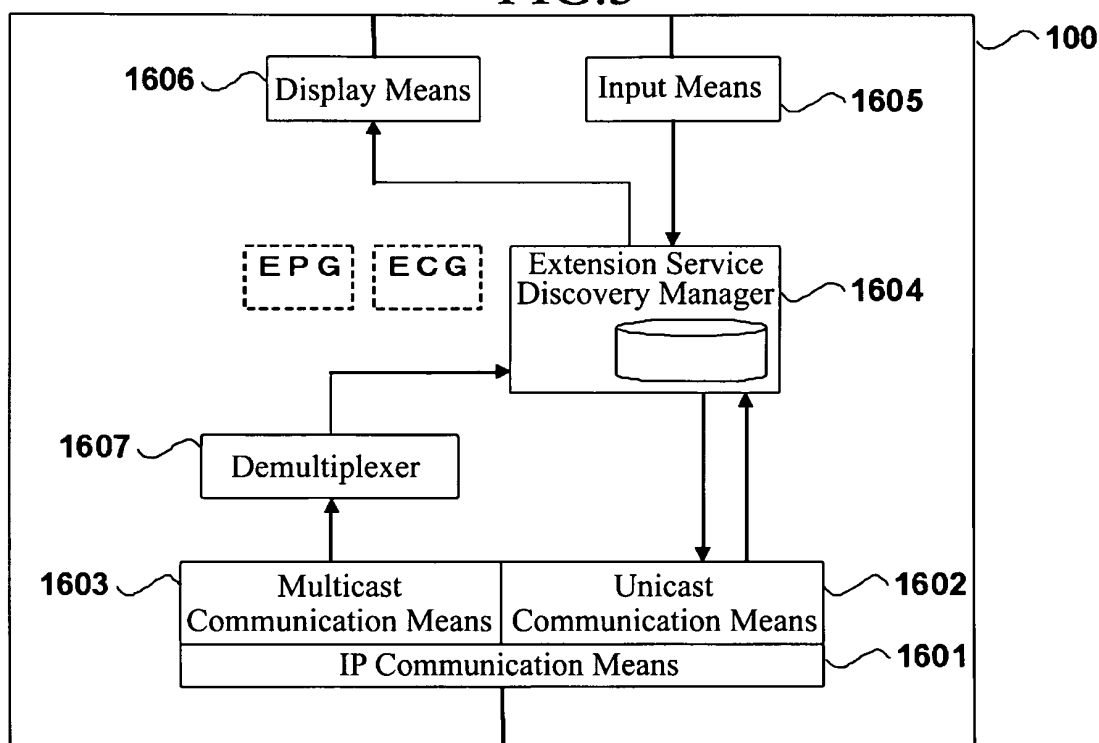 100
1606
Display Means
Input Means
1605
EPG
ECG
Extension Service
Discovery Manager
1604
1607
Demultiplexer
1603
Multicast
Communication Means
Unicast
Communication Means
1602
IP Communication Means
1601